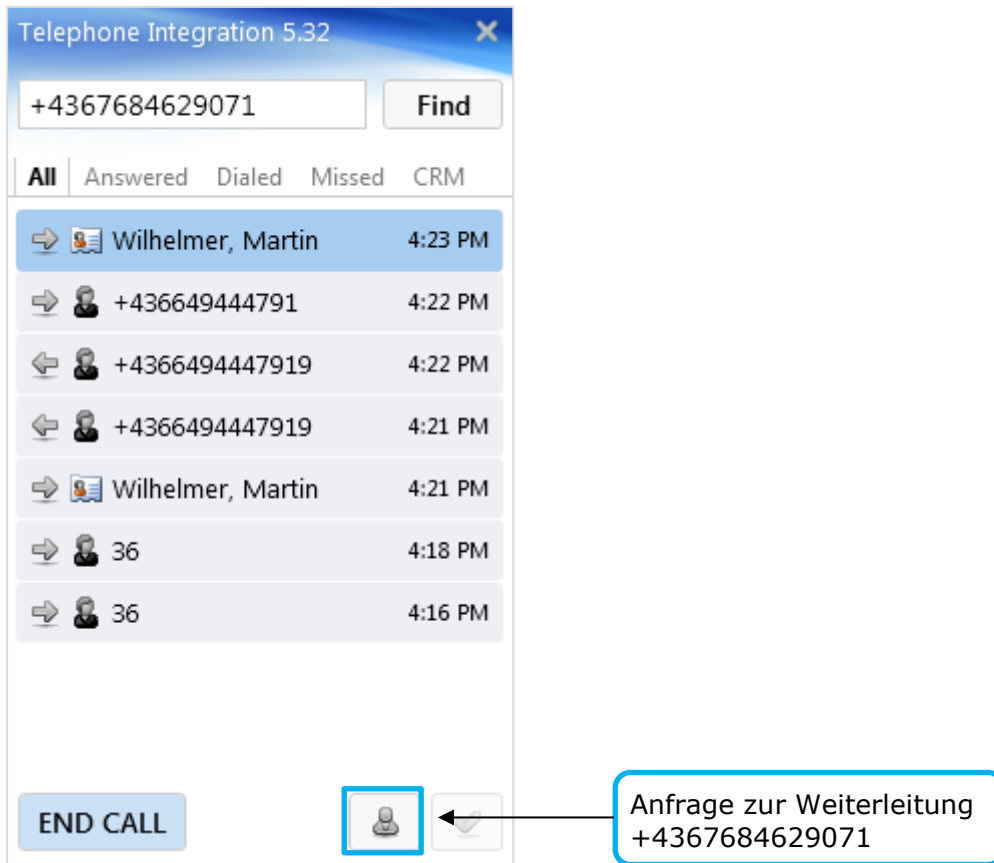 Telephone Integration 5.32
+4367684629071 Find
All Answered Dialed Missed CRM
Wilhelmer, Martin 4:23 PM
+436649444791 4:22 PM
+4366494447919 4:22 PM
+4366494447919 4:21 PM
Wilhelmer, Martin 4:21 PM
36 4:18 PM
36 4:16 PM
END CALL
Anfrage zur Weiterleitung
+4367684629071